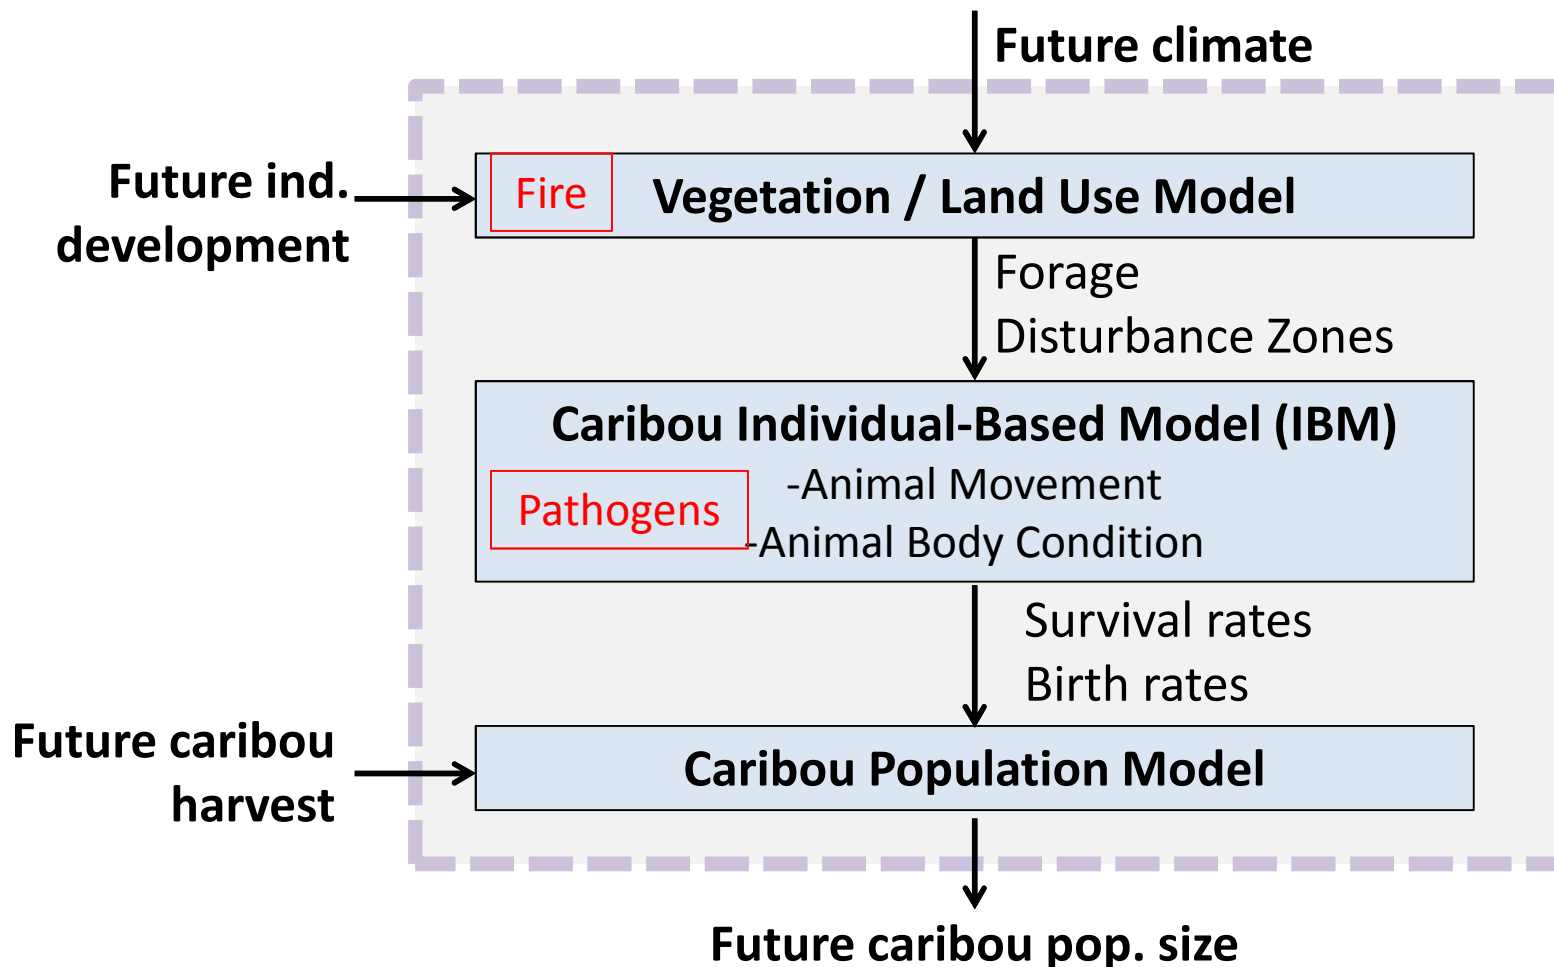 Future climate
Future ind.
development
Fire
Vegetation / Land Use Model
Forage
Disturbance Zones
Caribou Individual-Based Model (IBM)
-Animal Movement
Pathogens
-Animal Body Condition
Survival rates
Birth rates
Future caribou
harvest
Caribou Population Model
Future caribou pop. size